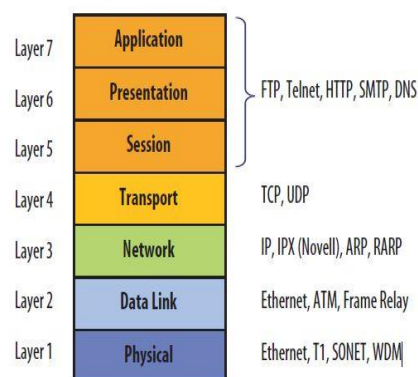 Layer 7 Application
Layer 6 Presentation FTP, Telnet, HTTP, SMTP, DNS
Layer 5 Session
Layer 4 Transport TCP, UDP
Layer 3 Network IP, IPX (Novell), ARP, RARP
Layer 2 Data Link Ethernet, ATM, Frame Relay
Layer 1 Physical Ethernet, T1, SONET, WDM